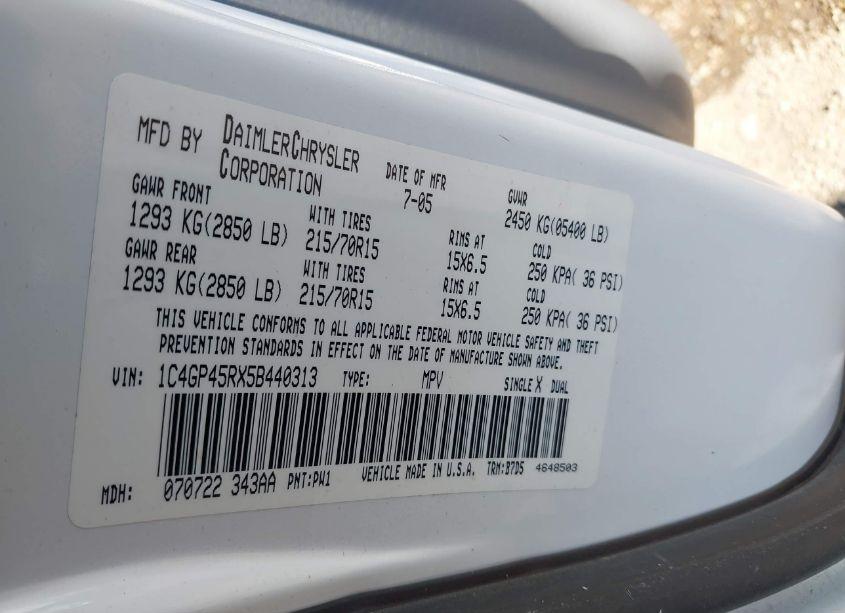 MFD BY DAIMLERCHRYSLER CORPORATION
DATE OF MFR 7-05
GVWR 2450 KG(05400 LB)
GAWR FRONT WITH TIRES RIMS AT COLD
1293 KG(2850 LB) 215/70R15 15X6.5 250 KPA( 36 PSI)
GAWR REAR WITH TIRES RIMS AT COLD
1293 KG(2850 LB) 215/70R15 15X6.5 250 KPA( 36 PSI)
THIS VEHICLE CONFORMS TO ALL APPLICABLE FEDERAL MOTOR VEHICLE SAFETY AND THEFT
PREVENTION STANDARDS IN EFFECT ON THE DATE OF MANUFACTURE SHOWN ABOVE.
VIN: 1C4GP45RX5B440313 TYPE: MPV SINGLE X DUAL
MDH: 070722 343AA PNT:PW1 VEHICLE MADE IN U.S.A. TRM:B7D5 4648503